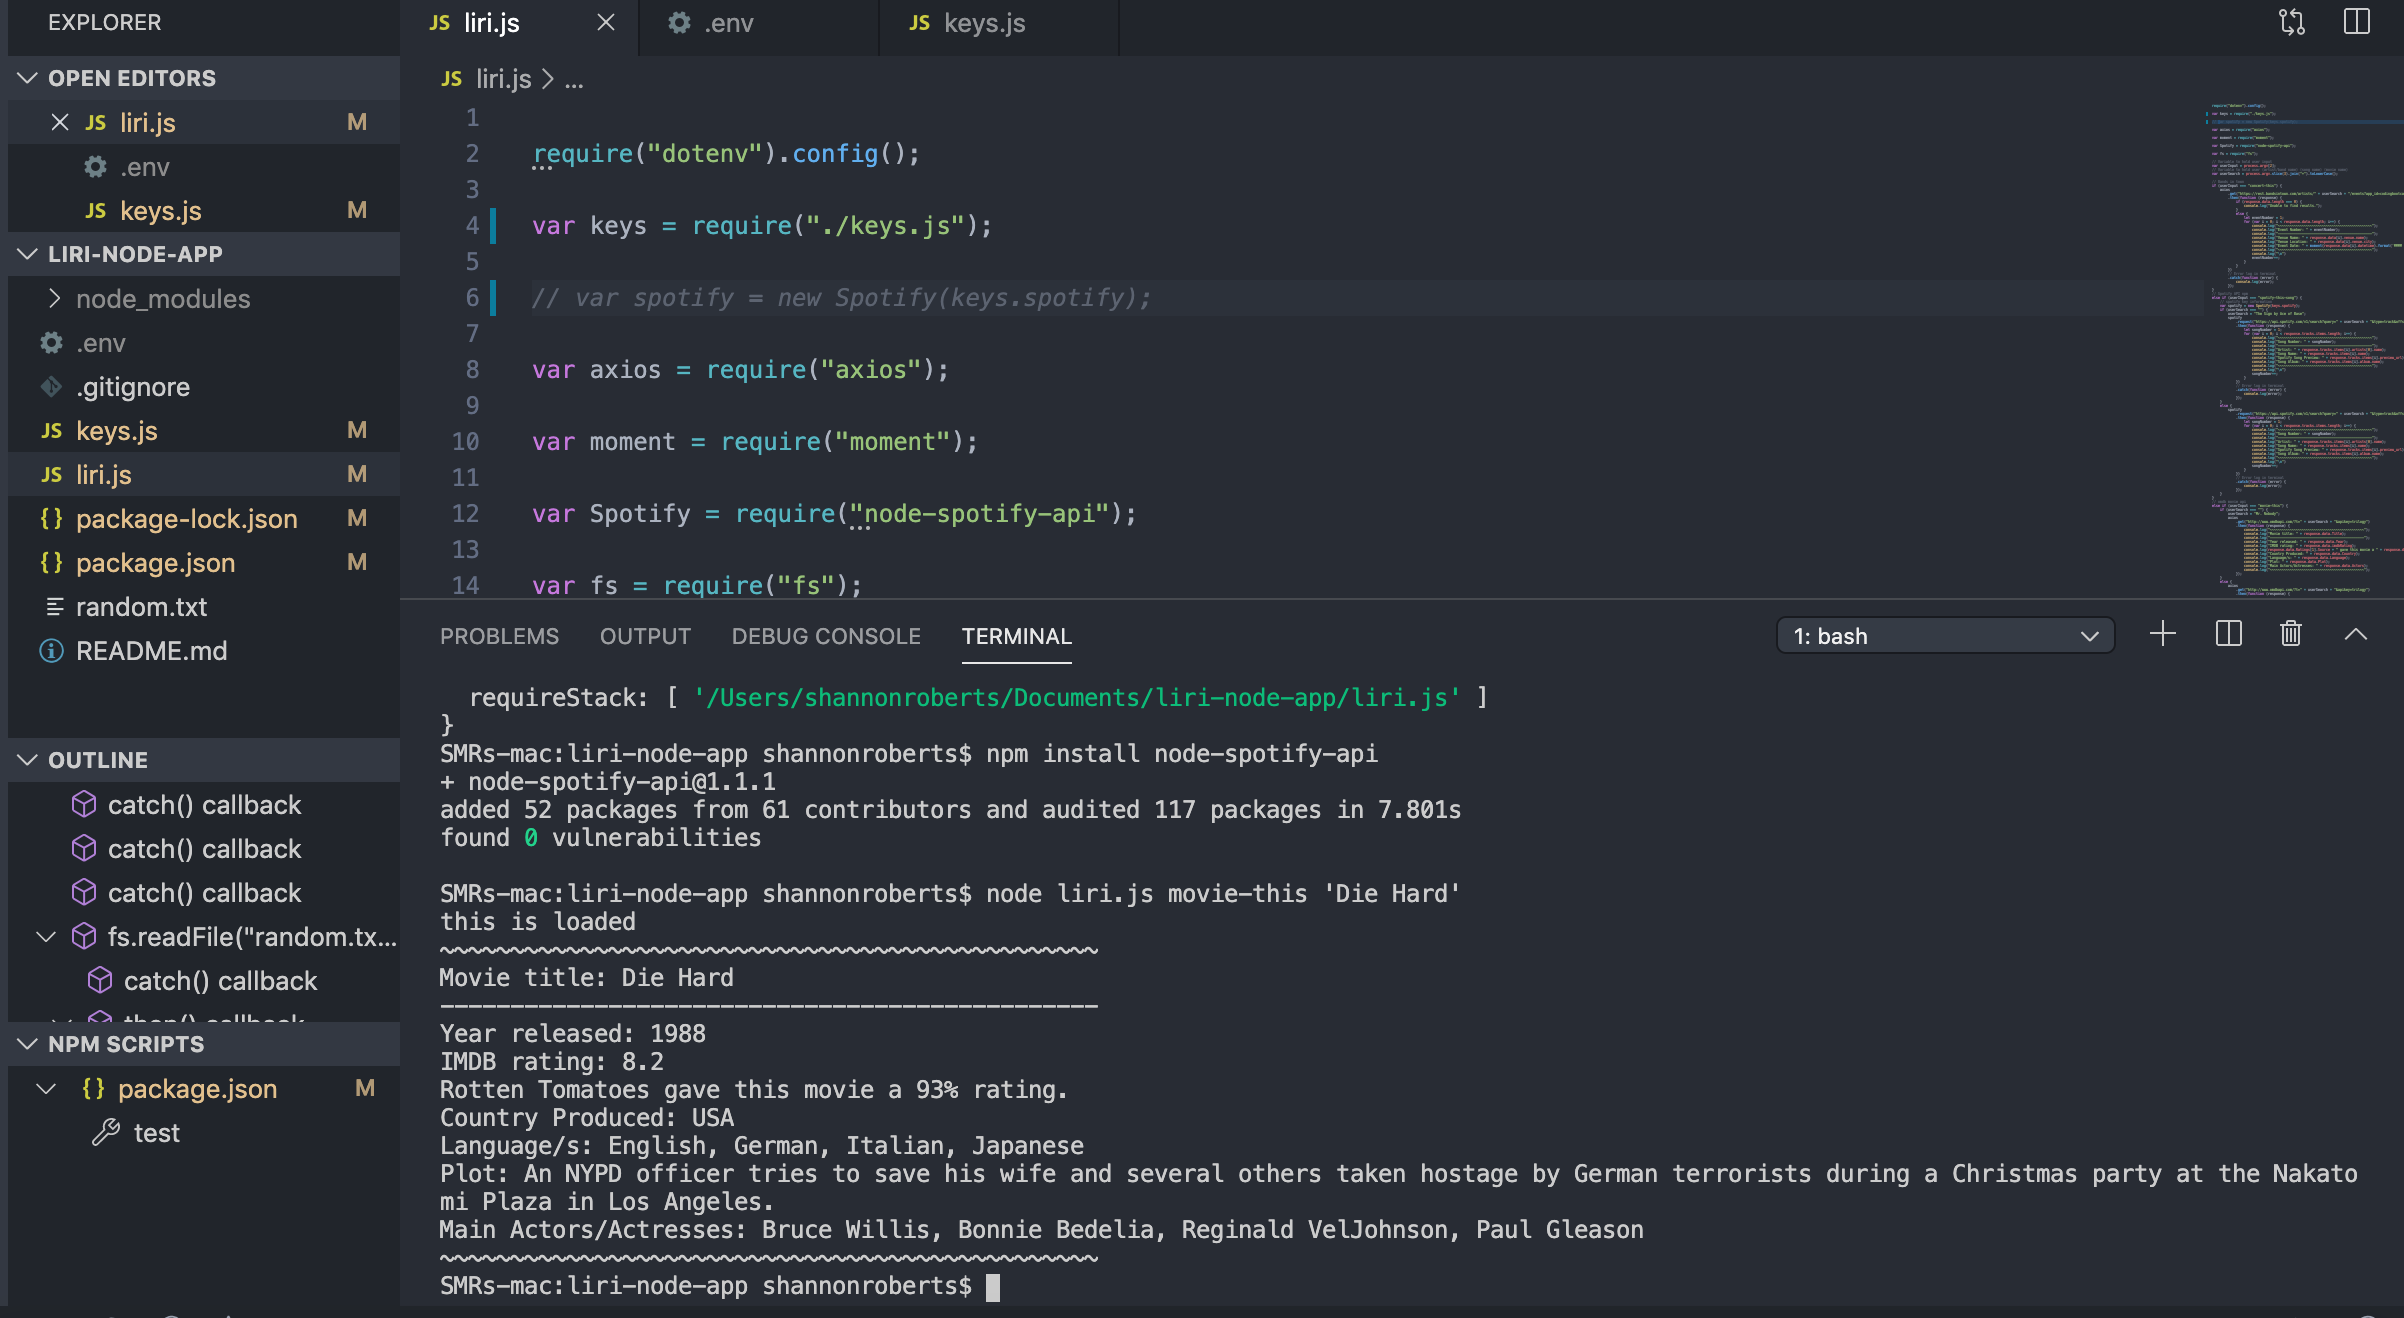 EXPLORER
OPEN EDITORS
JS liri.js M
.env
JS keys.js M
LIRI-NODE-APP
node_modules
.env
.gitignore
JS keys.js M
JS liri.js M
{} package-lock.json M
{} package.json M
random.txt
README.md
OUTLINE
catch() callback
catch() callback
catch() callback
fs.readFile("random.tx...
catch() callback
then() callback
NPM SCRIPTS
{} package.json M
test
JS liri.js .env JS keys.js
JS liri.js > ...
1
2 require("dotenv").config();
3
4 var keys = require("./keys.js");
5
6 // var spotify = new Spotify(keys.spotify);
7
8 var axios = require("axios");
9
10 var moment = require("moment");
11
12 var Spotify = require("node-spotify-api");
13
14 var fs = require("fs");
PROBLEMS OUTPUT DEBUG CONSOLE TERMINAL 1: bash
requireStack: [ '/Users/shannonroberts/Documents/liri-node-app/liri.js' ]
}
SMRs-mac:liri-node-app shannonroberts$ npm install node-spotify-api
+ node-spotify-api@1.1.1
added 52 packages from 61 contributors and audited 117 packages in 7.801s
found 0 vulnerabilities
SMRs-mac:liri-node-app shannonroberts$ node liri.js movie-this 'Die Hard'
this is loaded
~~~~~~~~~~~~~~~~~~~~~~~~~~~~~~~~~~~~~~~~~~~~~~~
Movie title: Die Hard
-----------------------------------------------
Year released: 1988
IMDB rating: 8.2
Rotten Tomatoes gave this movie a 93% rating.
Country Produced: USA
Language/s: English, German, Italian, Japanese
Plot: An NYPD officer tries to save his wife and several others taken hostage by German terrorists during a Christmas party at the Nakato
mi Plaza in Los Angeles.
Main Actors/Actresses: Bruce Willis, Bonnie Bedelia, Reginald VelJohnson, Paul Gleason
~~~~~~~~~~~~~~~~~~~~~~~~~~~~~~~~~~~~~~~~~~~~~~~
SMRs-mac:liri-node-app shannonroberts$